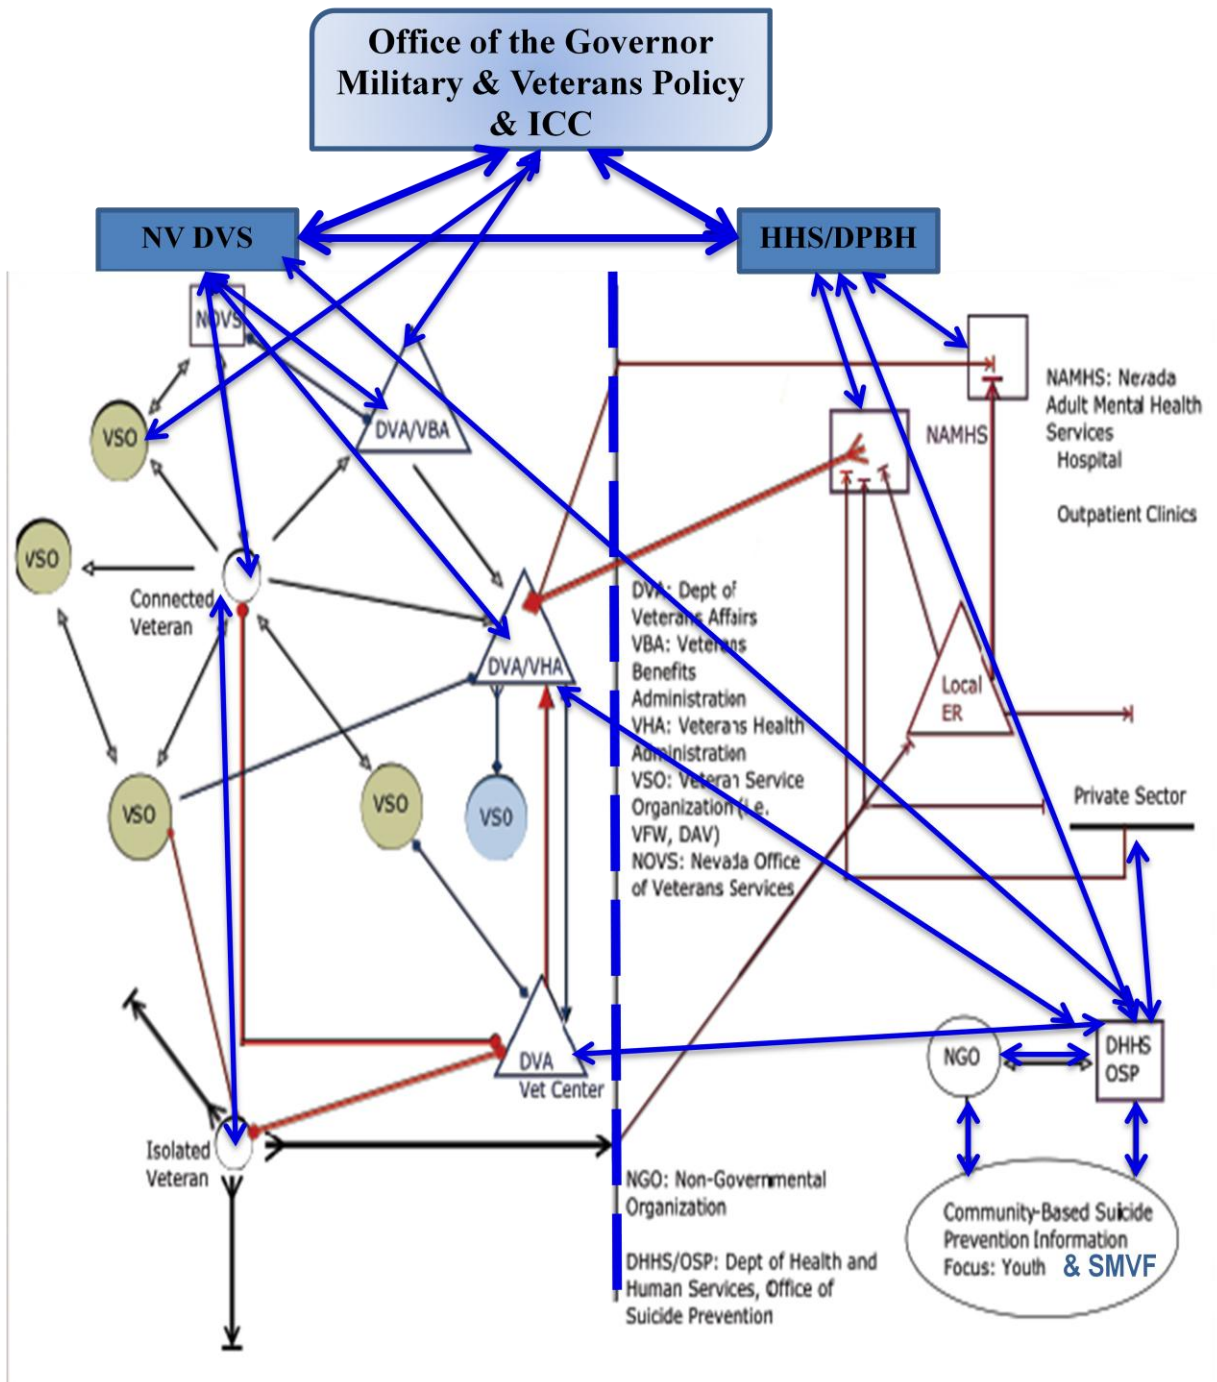 Office of the Governor
Military & Veterans Policy
& ICC
NV DVS
HHS/DPBH
NOVS
VSO
DVA/VBA
NAMHS
NAMHS: Nevada
Adult Mental Health
Services
Hospital
Outpatient Clinics
VSO
Connected
Veteran
DVA/VHA
DVA: Dept of
Veterans Affairs
VBA: Veterans
Benefits
Administration
VHA: Veterans Health
Administration
VSO: Veteran Service
Organization (i.e.
VFW, DAV)
NOVS: Nevada Office
of Veterans Services
Local
ER
Private Sector
VSO
VSO
VSO
DVA
Vet Center
NGO
DHHS
OSP
Isolated
Veteran
NGO: Non-Governmental
Organization
DHHS/OSP: Dept of Health and
Human Services, Office of
Suicide Prevention
Community-Based Suicide
Prevention Information
Focus: Youth & SMVF